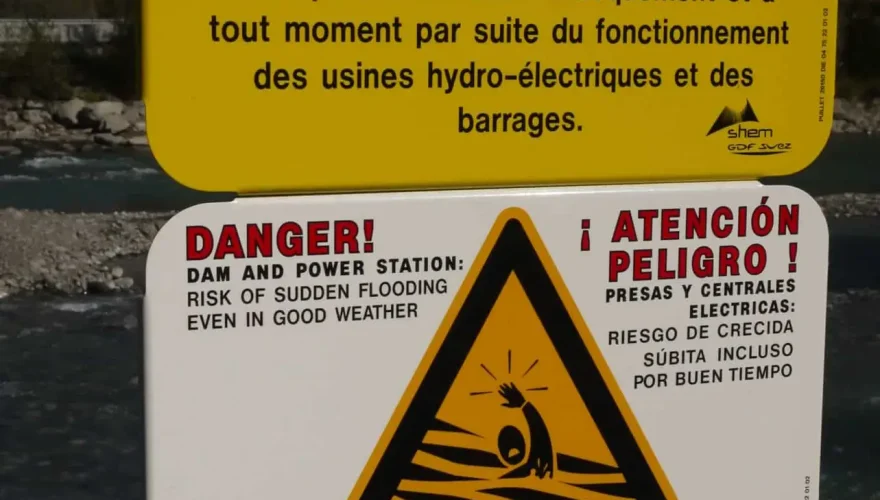 tout moment par suite du fonctionnement
des usines hydro-électriques et des
barrages.
shem
GDF SUEZ
DANGER!
DAM AND POWER STATION:
RISK OF SUDDEN FLOODING
EVEN IN GOOD WEATHER
¡ ATENCIÓN
PELIGRO !
PRESAS Y CENTRALES
ELECTRICAS:
RIESGO DE CRECIDA
SÚBITA INCLUSO
POR BUEN TIEMPO